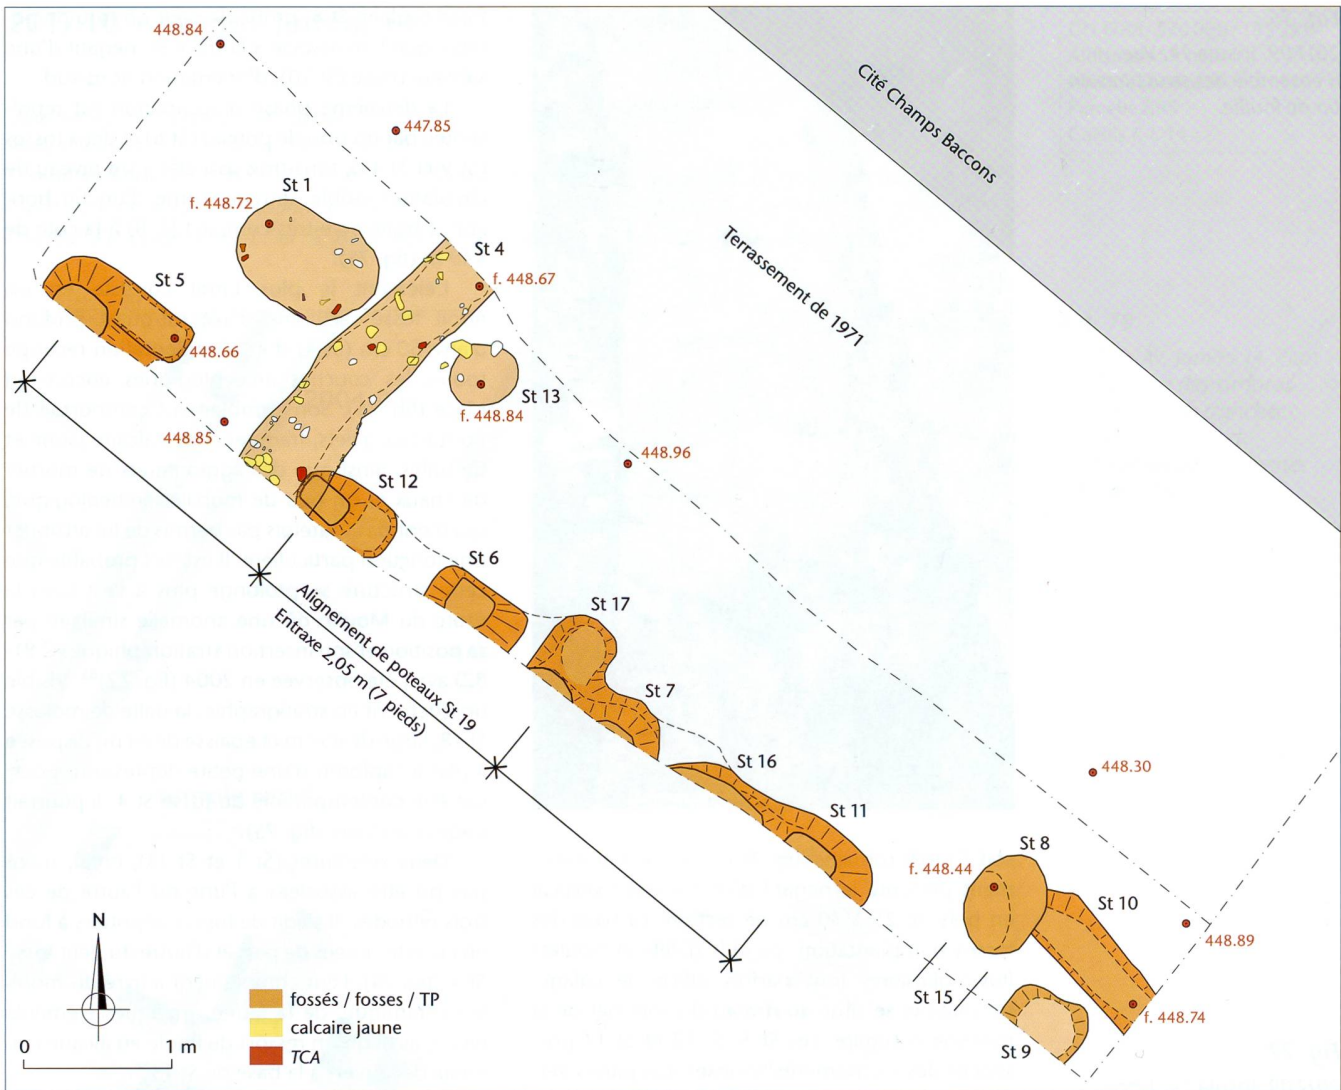 448.84
447.85
Cité Champs Baccons
St 1
f. 448.72
St 4
f. 448.67
Terrassement de 1971
St 5
448.66
St 13
f. 448.84
448.85
448.96
St 12
St 6
St 17
Alignement de poteaux St 19
Entraxe 2,05 m (7 pieds)
St 7
St 16
448.30
St 11
St 8
f. 448.44
St 10
448.89
N
St 15
fossés / fosses / TP
f. 448.74
calcaire jaune
St 9
0 1 m
TCA